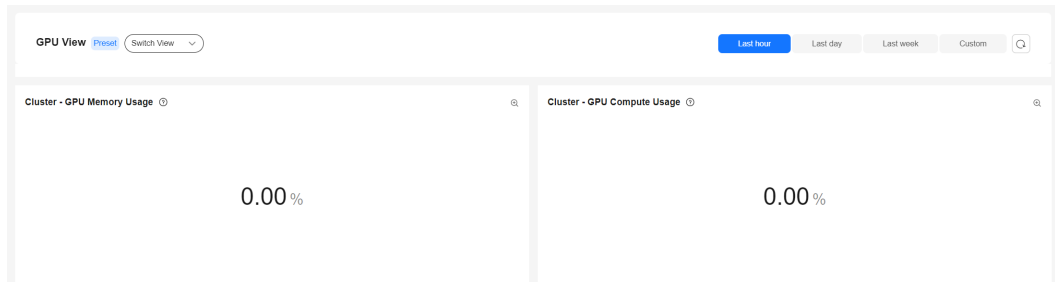 GPU View Preset Switch View Last hour Last day Last week Custom
Cluster - GPU Memory Usage Cluster - GPU Compute Usage
0.00 % 0.00 %